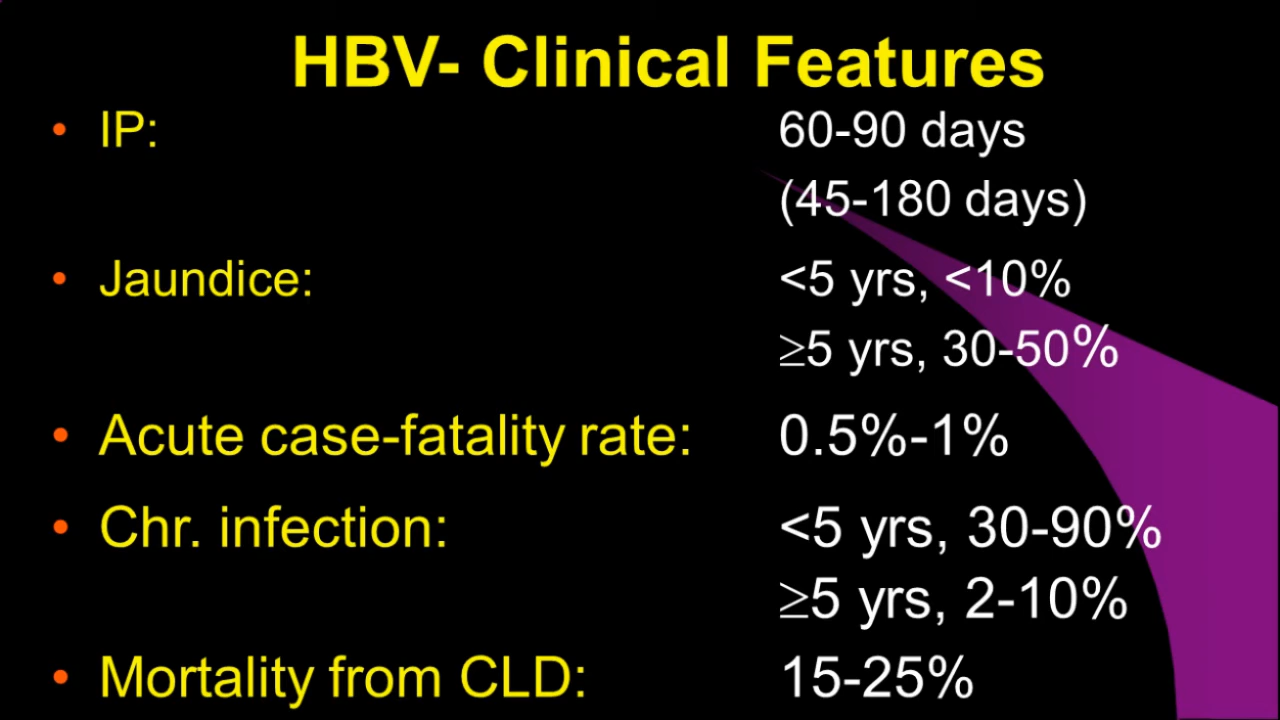 HBV- Clinical Features
• IP: 60-90 days
(45-180 days)
• Jaundice: <5 yrs, <10%
≥5 yrs, 30-50%
• Acute case-fatality rate: 0.5%-1%
• Chr. infection: <5 yrs, 30-90%
≥5 yrs, 2-10%
• Mortality from CLD: 15-25%